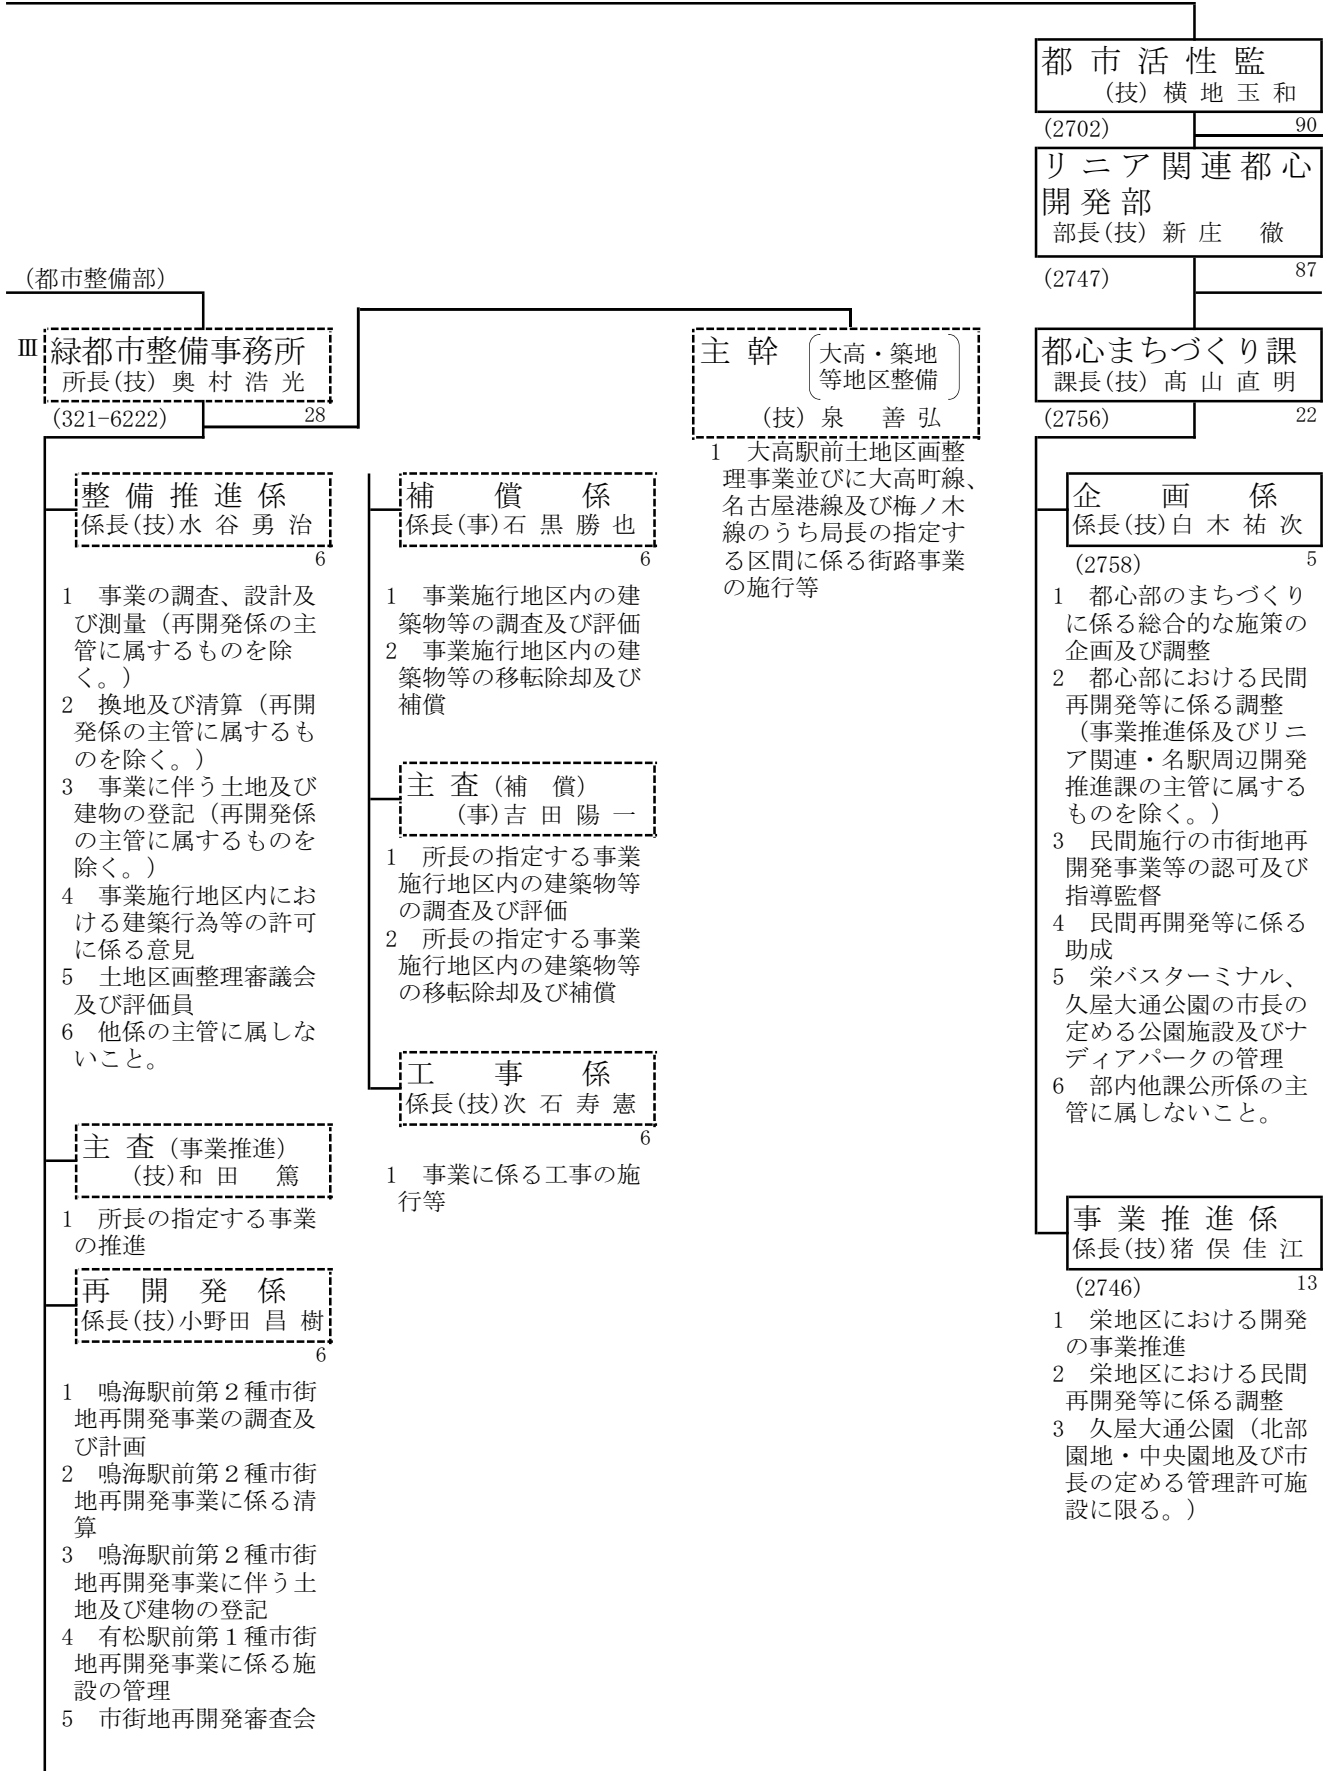 都市活性監
(技) 横地玉和
(2702) 90
リニア関連都心
開発部
部長(技) 新庄 徹
(2747) 87
(都市整備部)
Ⅲ 緑都市整備事務所
所長(技) 奥村浩光
(321-6222) 28
主幹（大高・築地
等地区整備）
(技) 泉 善弘
1 大高駅前土地区画整
理事業並びに大高町線、
名古屋港線及び梅ノ木
線のうち局長の指定す
る区間に係る街路事業
の施行等
都心まちづくり課
課長(技) 髙山直明
(2756) 22
整備推進係
係長(技)水谷勇治
6
1 事業の調査、設計及
び測量（再開発係の主
管に属するものを除
く。）
2 換地及び清算（再開
発係の主管に属するも
のを除く。）
3 事業に伴う土地及び
建物の登記（再開発係
の主管に属するものを
除く。）
4 事業施行地区内にお
ける建築行為等の許可
に係る意見
5 土地区画整理審議会
及び評価員
6 他係の主管に属しな
いこと。
主査（事業推進）
(技)和田 篤
1 所長の指定する事業
の推進
再開発係
係長(技)小野田昌樹
6
1 鳴海駅前第２種市街
地再開発事業の調査及
び計画
2 鳴海駅前第２種市街
地再開発事業に係る清
算
3 鳴海駅前第２種市街
地再開発事業に伴う土
地及び建物の登記
4 有松駅前第１種市街
地再開発事業に係る施
設の管理
5 市街地再開発審査会
補償係
係長(事)石黒勝也
6
1 事業施行地区内の建
築物等の調査及び評価
2 事業施行地区内の建
築物等の移転除却及び
補償
主査（補 償）
(事)吉田陽一
1 所長の指定する事業
施行地区内の建築物等
の調査及び評価
2 所長の指定する事業
施行地区内の建築物等
の移転除却及び補償
工事係
係長(技)次石寿憲
6
1 事業に係る工事の施
行等
企画係
係長(技)白木祐次
(2758) 5
1 都心部のまちづくり
に係る総合的な施策の
企画及び調整
2 都心部における民間
再開発等に係る調整
（事業推進係及びリニ
ア関連・名駅周辺開発
推進課の主管に属する
ものを除く。）
3 民間施行の市街地再
開発事業等の認可及び
指導監督
4 民間再開発等に係る
助成
5 栄バスターミナル、
久屋大通公園の市長の
定める公園施設及びナ
ディアパークの管理
6 部内他課公所係の主
管に属しないこと。
事業推進係
係長(技)猪俣佳江
(2746) 13
1 栄地区における開発
の事業推進
2 栄地区における民間
再開発等に係る調整
3 久屋大通公園（北部
園地・中央園地及び市
長の定める管理許可施
設に限る。）